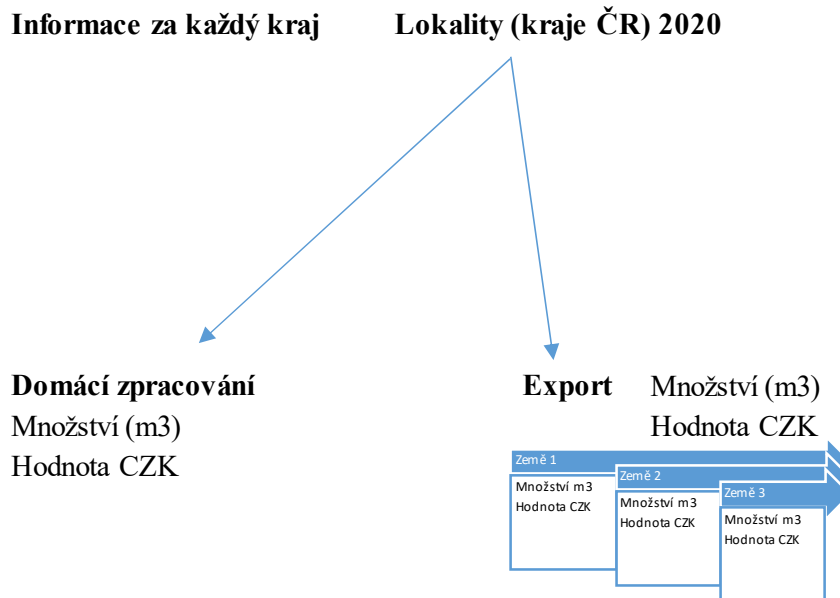 Informace za každý kraj
Lokality (kraje ČR) 2020
Domácí zpracování
Množství (m3)
Hodnota CZK
Export
Množství (m3)
Hodnota CZK
Země 1
Množství m3
Hodnota CZK
Země 2
Množství m3
Hodnota CZK
Země 3
Množství m3
Hodnota CZK